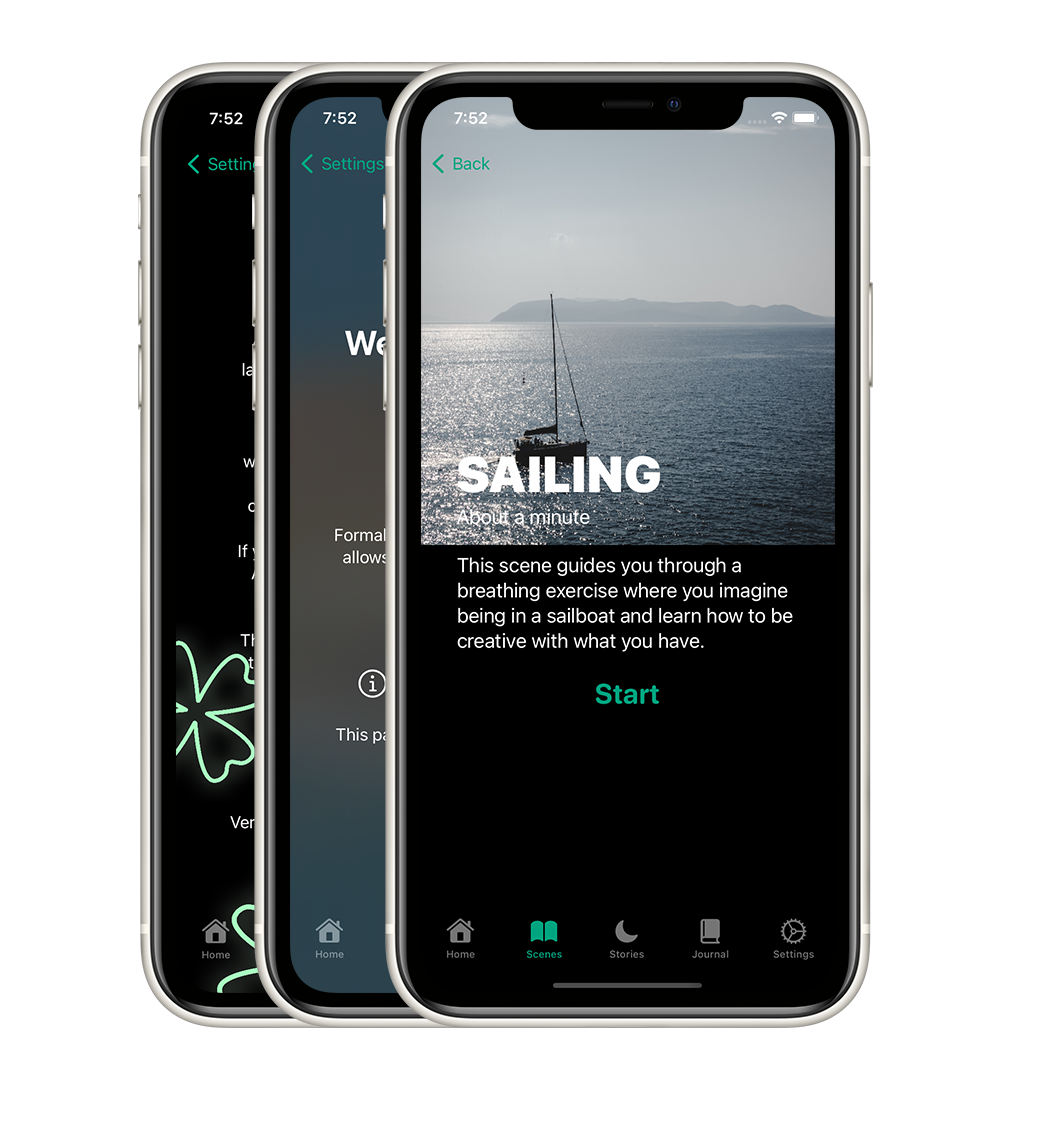 7:52
Settin
la
w
c
If y
Th
t
Ver
Home
7:52
Settings
We
Formal
allows
This pa
Home
7:52
Back
SAILING
About a minute
This scene guides you through a
breathing exercise where you imagine
being in a sailboat and learn how to be
creative with what you have.
Start
Home
Scenes
Stories
Journal
Settings